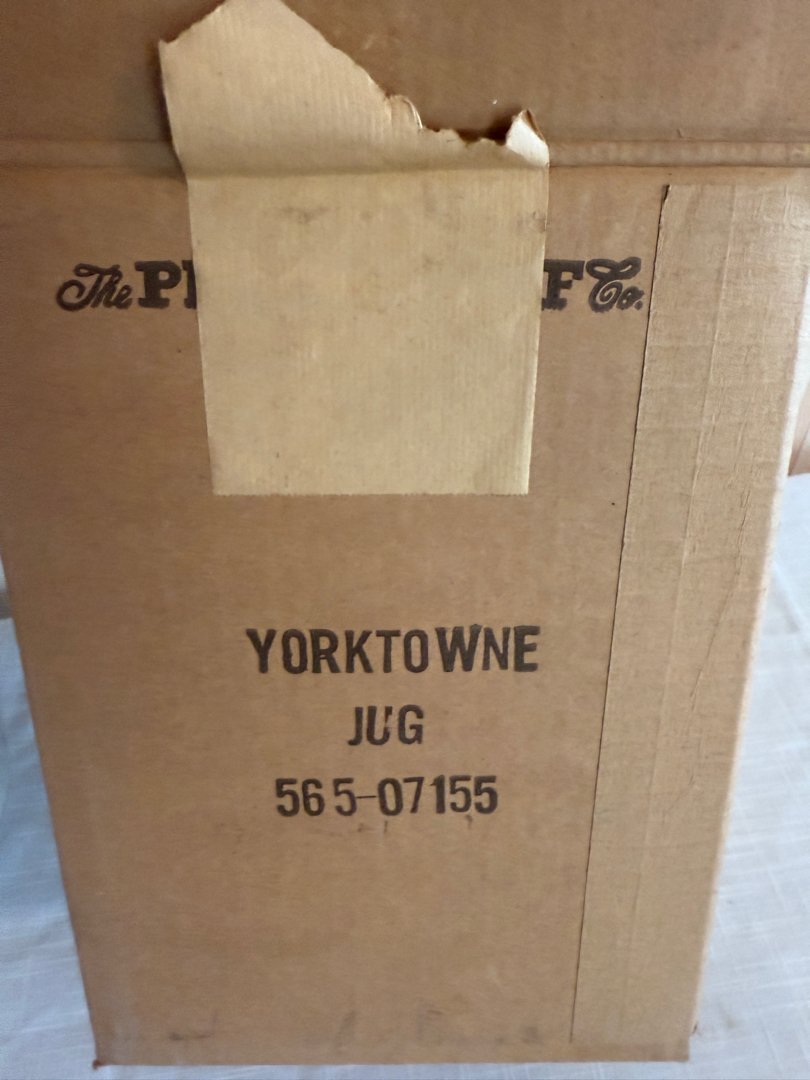 The P F Co.
YORKTOWNE
JUG
565-07155